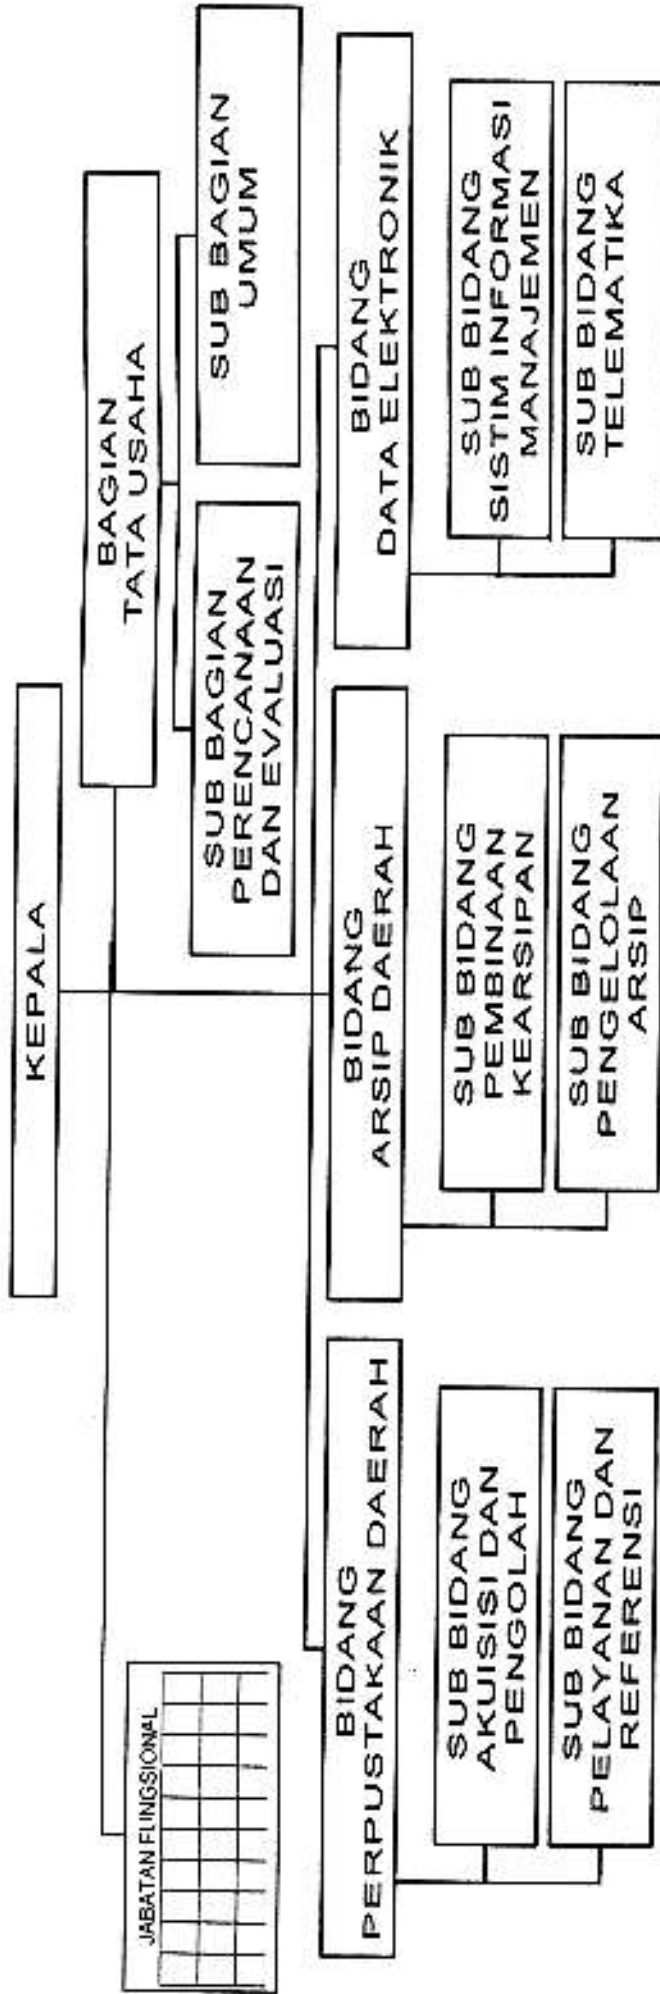 KEPALA
BAGIAN
TATA USAHA
JABATAN FUNGSIONAL
SUB BAGIAN
PERENCANAAN
DAN EVALUASI
SUB BAGIAN
UMUM
BIDANG
PERPUSTAKAAN DAERAH
BIDANG
ARSIP DAERAH
BIDANG
DATA ELEKTRONIK
SUB BIDANG
AKUISISI DAN
PENGOLAH
SUB BIDANG
PELAYANAN DAN
REFERENSI
SUB BIDANG
PEMBINAAN
KEARSIPAN
SUB BIDANG
PENGELOLAAN
ARSIP
SUB BIDANG
SISTIM INFORMASI
MANAJEMEN
SUB BIDANG
TELEMATIKA